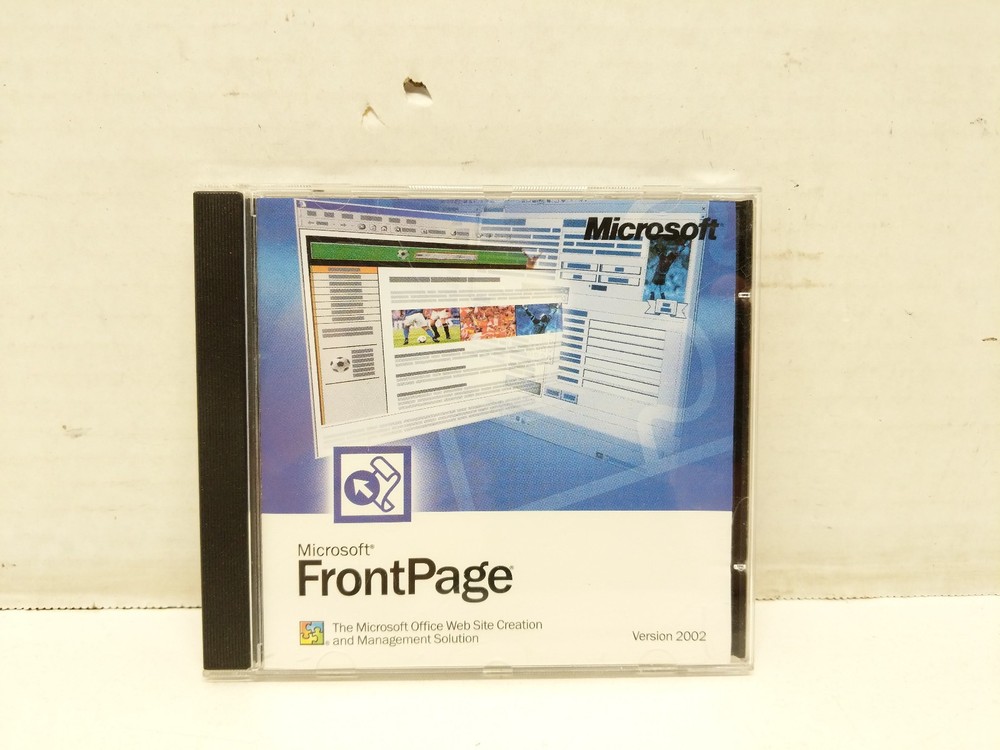 Microsoft
Microsoft®
FrontPage®
The Microsoft Office Web Site Creation
® and Management Solution
Version 2002